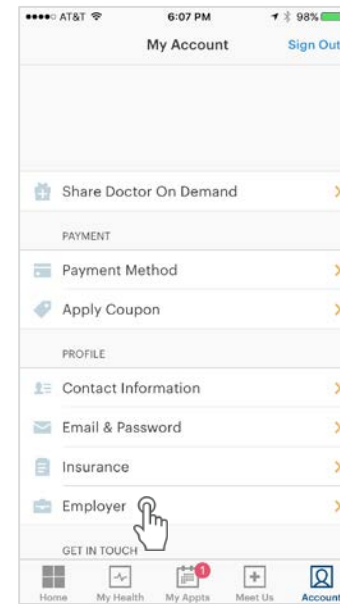 AT&T 6:07 PM 98%
My Account Sign Out
Share Doctor On Demand
PAYMENT
Payment Method
Apply Coupon
PROFILE
Contact Information
Email & Password
Insurance
Employer
GET IN TOUCH
1
Home My Health My Appts Meet Us Account